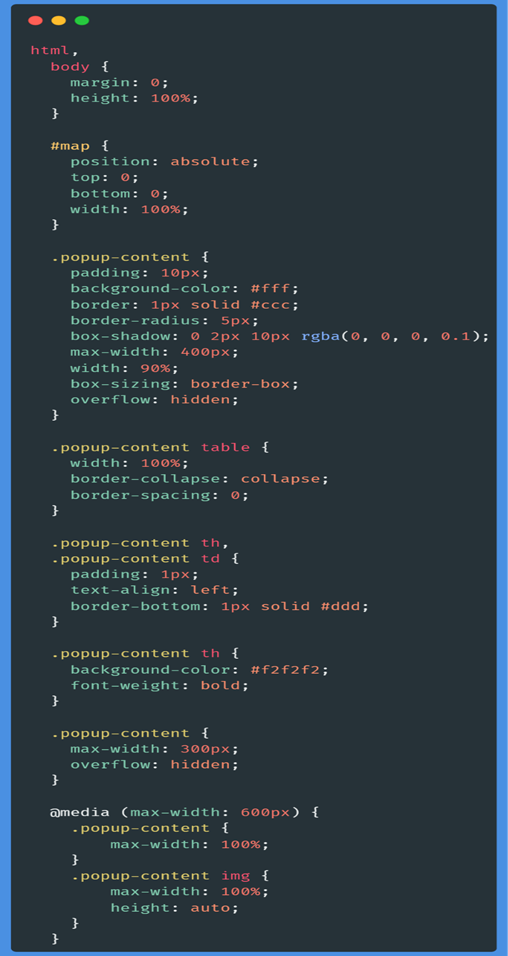 html,
body {
margin: 0;
height: 100%;
}
#map {
position: absolute;
top: 0;
bottom: 0;
width: 100%;
}
.popup-content {
padding: 10px;
background-color: #fff;
border: 1px solid #ccc;
border-radius: 5px;
box-shadow: 0 2px 10px rgba(0, 0, 0, 0.1);
max-width: 400px;
width: 90%;
box-sizing: border-box;
overflow: hidden;
}
.popup-content table {
width: 100%;
border-collapse: collapse;
border-spacing: 0;
}
.popup-content th,
.popup-content td {
padding: 1px;
text-align: left;
border-bottom: 1px solid #ddd;
}
.popup-content th {
background-color: #f2f2f2;
font-weight: bold;
}
.popup-content {
max-width: 300px;
overflow: hidden;
}
@media (max-width: 600px) {
.popup-content {
max-width: 100%;
}
.popup-content img {
max-width: 100%;
height: auto;
}
}